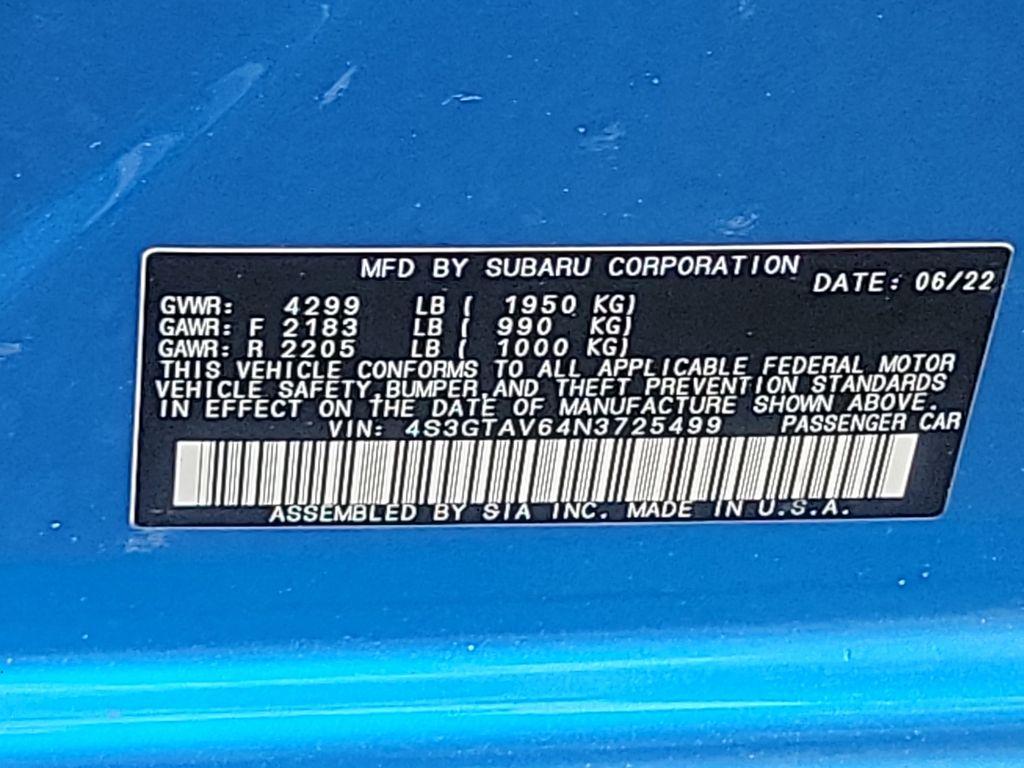 MFD BY SUBARU CORPORATION
DATE: 06/22
GVWR: 4299 LB ( 1950 KG)
GAWR: F 2183 LB ( 990 KG)
GAWR: R 2205 LB ( 1000 KG)
THIS VEHICLE CONFORMS TO ALL APPLICABLE FEDERAL MOTOR
VEHICLE SAFETY,BUMPER,AND THEFT PREVENTION STANDARDS
IN EFFECT ON THE DATE OF MANUFACTURE SHOWN ABOVE.
VIN: 4S3GTAV64N3725499 PASSENGER CAR
ASSEMBLED BY SIA INC. MADE IN U.S.A.